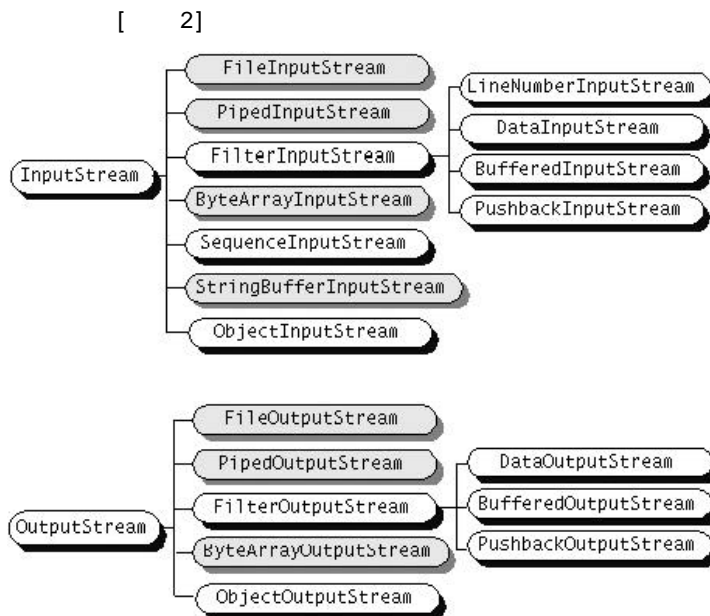 [ 2]
FileInputStream
PipedInputStream
FilterInputStream
InputStream
ByteArrayInputStream
SequenceInputStream
StringBufferInputStream
ObjectInputStream
LineNumberInputStream
DataInputStream
BufferedInputStream
PushbackInputStream
FileOutputStream
PipedOutputStream
FilterOutputStream
OutputStream
ByteArrayOutputStream
ObjectOutputStream
DataOutputStream
BufferedOutputStream
PushbackOutputStream